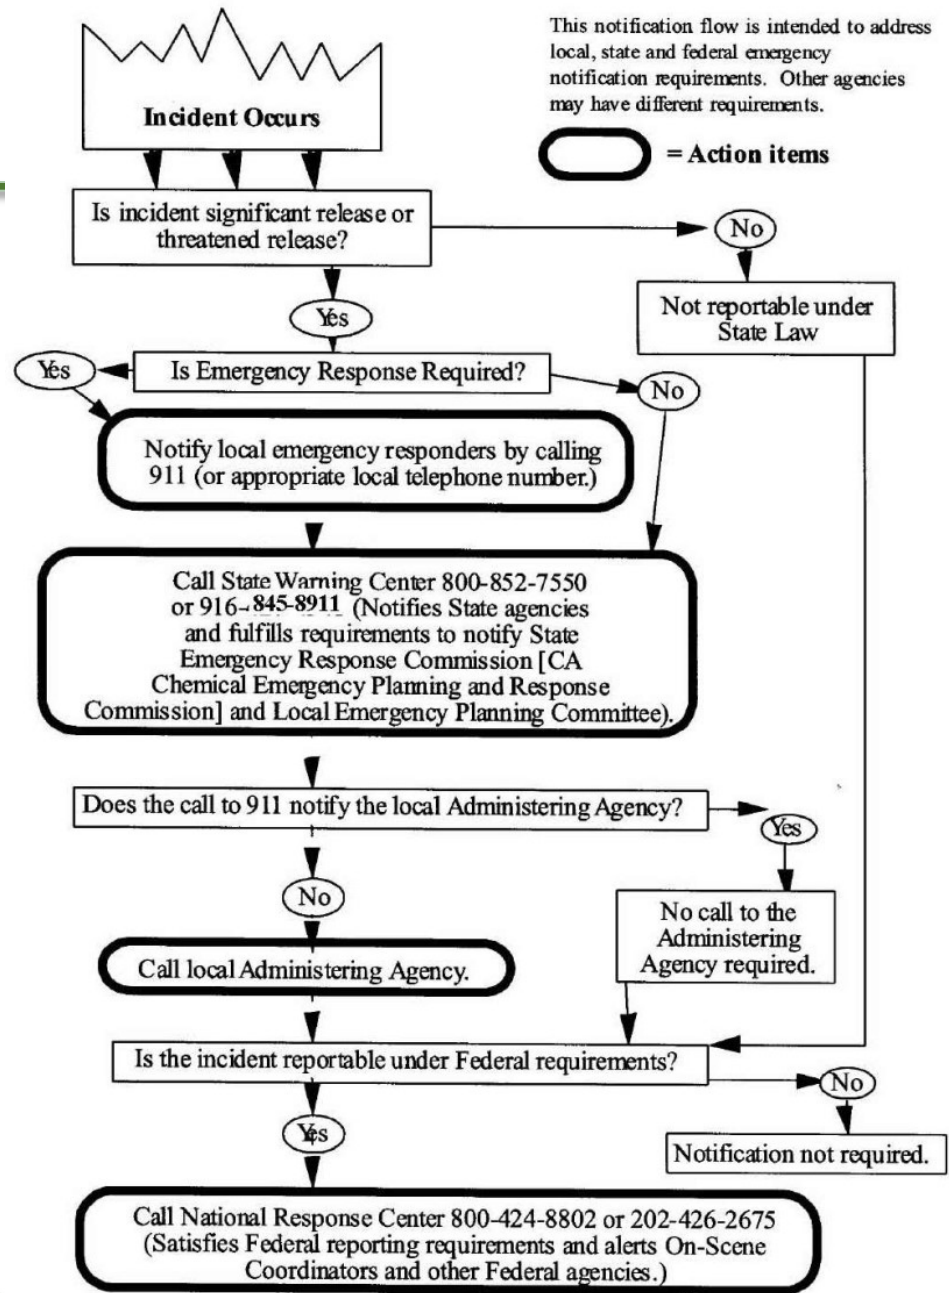 This notification flow is intended to address
local, state and federal emergency
notification requirements. Other agencies
may have different requirements.
= Action items
Incident Occurs
Is incident significant release or
threatened release?
No
Not reportable under
State Law
Yes
Is Emergency Response Required?
Yes
No
Notify local emergency responders by calling
911 (or appropriate local telephone number.)
Call State Warning Center 800-852-7550
or 916-845-8911 (Notifies State agencies
and fulfills requirements to notify State
Emergency Response Commission [CA
Chemical Emergency Planning and Response
Commission] and Local Emergency Planning Committee).
Does the call to 911 notify the local Administering Agency?
Yes
No
No call to the
Administering
Agency required.
Call local Administering Agency.
Is the incident reportable under Federal requirements?
No
Yes
Notification not required.
Call National Response Center 800-424-8802 or 202-426-2675
(Satisfies Federal reporting requirements and alerts On-Scene
Coordinators and other Federal agencies.)